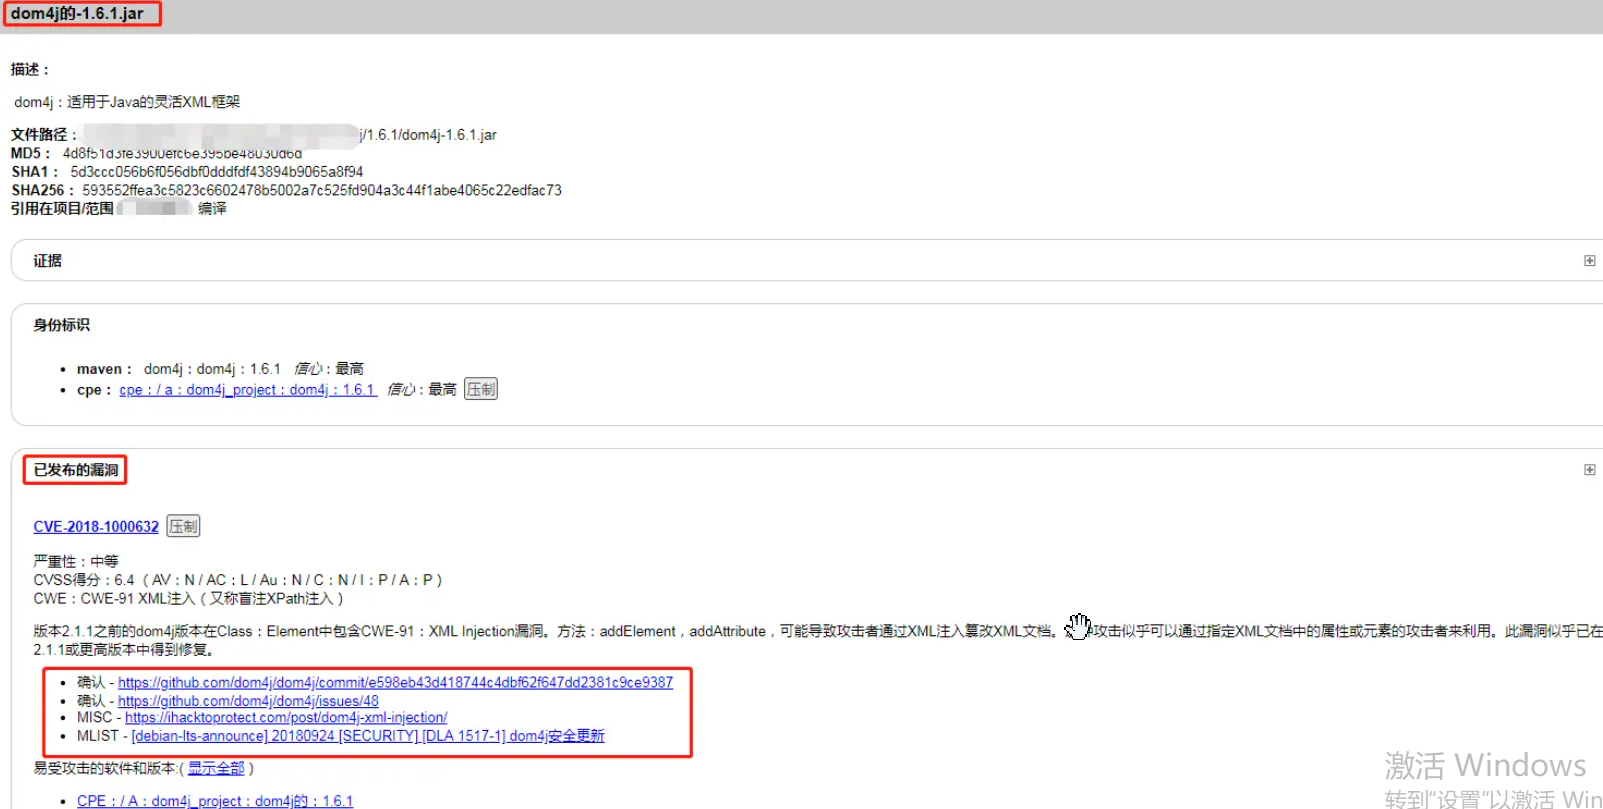 dom4j的-1.6.1.jar
描述：
dom4j：适用于Java的灵活XML框架
文件路径： j/1.6.1/dom4j-1.6.1.jar
MD5： 4d8f51d3fe3900efc6e395be48030d6d
SHA1： 5d3ccc056b6f056dbf0dddfdf43894b9065a8f94
SHA256：593552ffea3c5823c6602478b5002a7c525fd904a3c44f1abe4065c22edfac73
引用在项目/范围 编译
证据
身份标识
• maven： dom4j：dom4j：1.6.1 信心：最高
• cpe： cpe：/ a：dom4j_project：dom4j：1.6.1 信心：最高 压制
已发布的漏洞
CVE-2018-1000632 压制
严重性：中等
CVSS得分：6.4（AV：N / AC：L / Au：N / C：N / I：P / A：P）
CWE：CWE-91 XML注入（又称盲注XPath注入）
版本2.1.1之前的dom4j版本在Class：Element中包含CWE-91：XML Injection漏洞。方法：addElement，addAttribute，可能导致攻击者通过XML注入篡改XML文档。 攻击似乎可以通过指定XML文档中的属性或元素的攻击者来利用。此漏洞似乎已在
2.1.1或更高版本中得到修复。
• 确认 - https://github.com/dom4j/dom4j/commit/e598eb43d418744c4dbf62f647dd2381c9ce9387
• 确认 - https://github.com/dom4j/dom4j/issues/48
• MISC - https://ihacktoprotect.com/post/dom4j-xml-injection/
• MLIST - [debian-lts-announce] 20180924 [SECURITY] [DLA 1517-1] dom4j安全更新
易受攻击的软件和版本:( 显示全部 ）
• CPE：/ A：dom4j_project：dom4j的：1.6.1
激活 Windows
转到"设置"以激活 Win